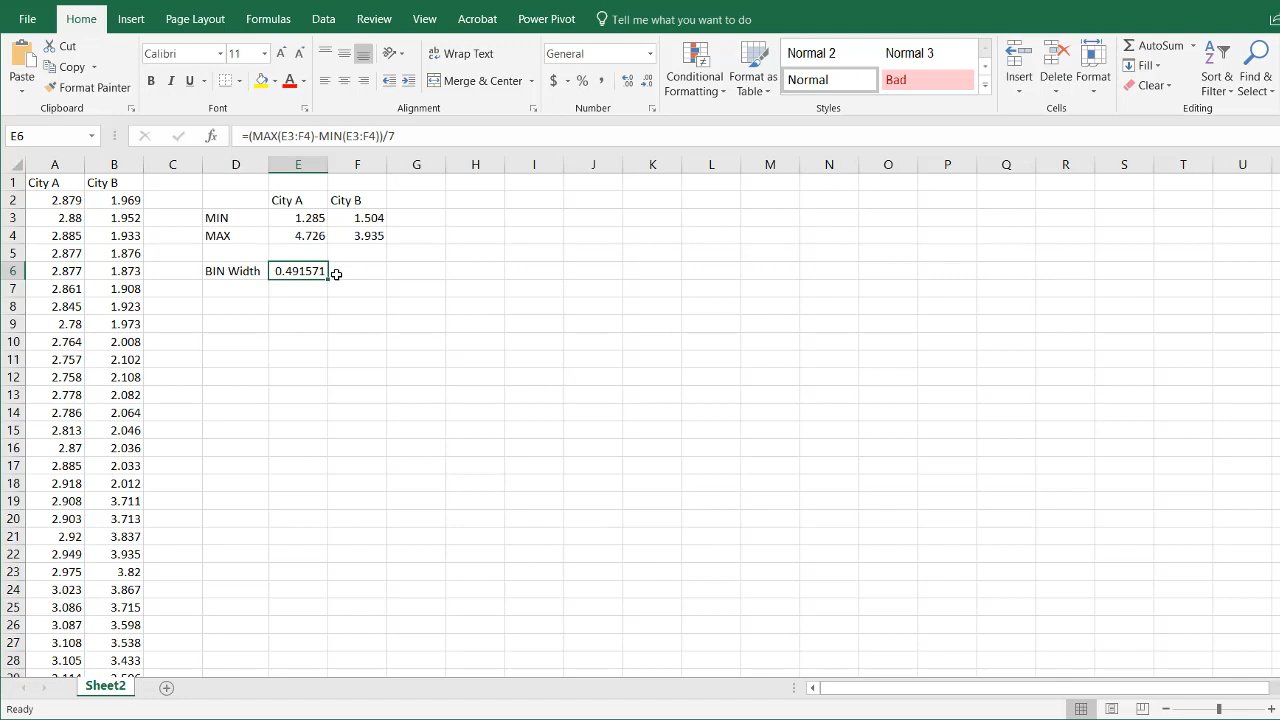 File Home Insert Page Layout Formulas Data Review View Acrobat Power Pivot Tell me what you want to do
Paste
Cut
Copy
Format Painter
Clipboard
Calibri 11 A A
B I U A
Font
Wrap Text
Merge & Center
Alignment
General
$ % ,
Number
Conditional
Formatting
Format as
Table
Normal 2 Normal 3
Normal Bad
Styles
Insert Delete Format
Cells
AutoSum
Fill
Clear
Sort &
Filter
Find &
Select
Editing
E6 fx =(MAX(E3:F4)-MIN(E3:F4))/7
A B C D E F G H I J K L M N O P Q R S T U
1 City A City B
2 2.879 1.969 City A City B
3 2.88 1.952 MIN 1.285 1.504
4 2.885 1.933 MAX 4.726 3.935
5 2.877 1.876
6 2.877 1.873 BIN Width 0.491571
7 2.861 1.908
8 2.845 1.923
9 2.78 1.973
10 2.764 2.008
11 2.757 2.102
12 2.758 2.108
13 2.778 2.082
14 2.786 2.064
15 2.813 2.046
16 2.87 2.036
17 2.885 2.033
18 2.918 2.012
19 2.908 3.711
20 2.903 3.713
21 2.92 3.837
22 2.949 3.935
23 2.975 3.82
24 3.023 3.867
25 3.086 3.715
26 3.087 3.598
27 3.108 3.538
28 3.105 3.433
Sheet2
Ready